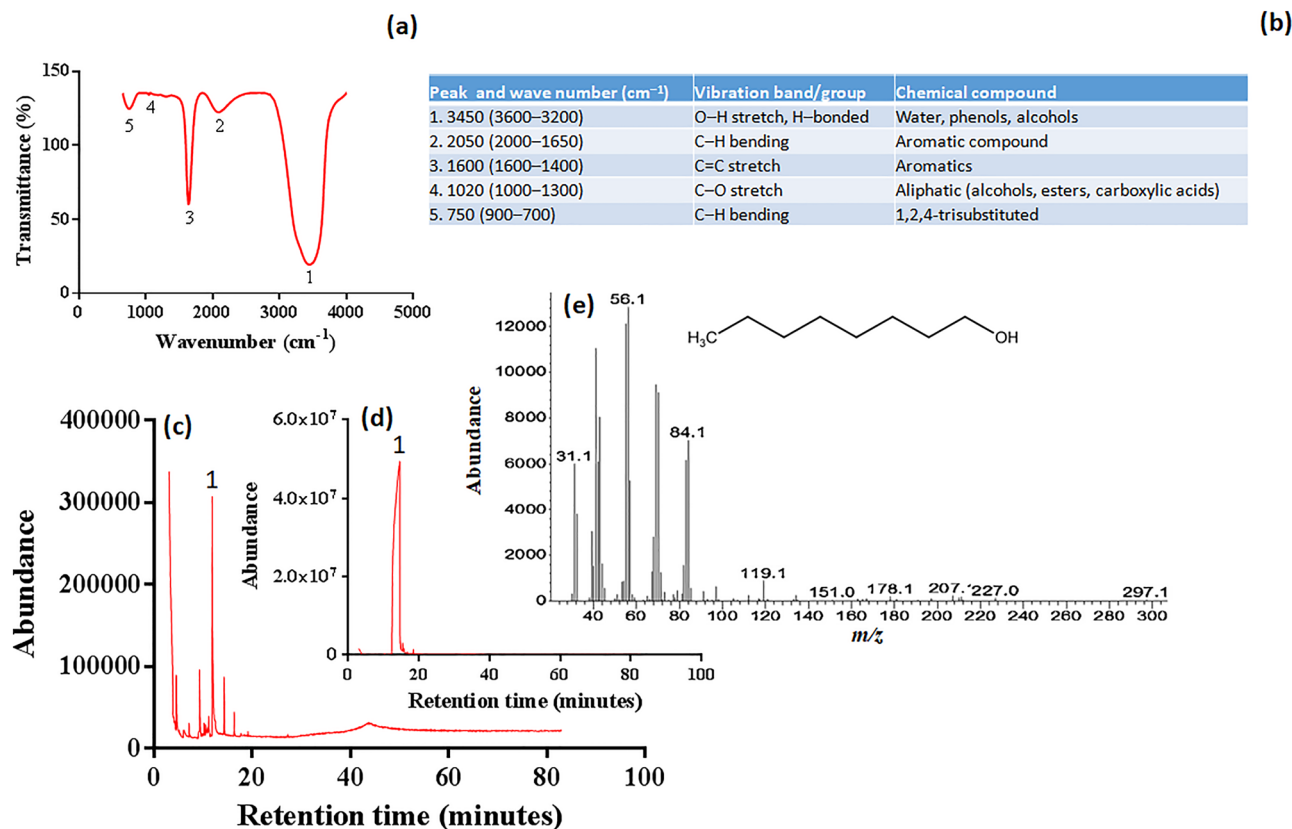 (a)
(b)
150
100
50
0
Transmittance (%)
5
4
3
2
1
0 1000 2000 3000 4000 5000
Wavenumber (cm⁻¹)
Peak and wave number (cm⁻¹) Vibration band/group Chemical compound
1. 3450 (3600–3200) O–H stretch, H–bonded Water, phenols, alcohols
2. 2050 (2000–1650) C–H bending Aromatic compound
3. 1600 (1600–1400) C=C stretch Aromatics
4. 1020 (1000–1300) C–O stretch Aliphatic (alcohols, esters, carboxylic acids)
5. 750 (900–700) C–H bending 1,2,4-trisubstituted
(c)
400000
300000
200000
100000
0
Abundance
1
0 20 40 60 80 100
Retention time (minutes)
(d)
6.0×10⁷
4.0×10⁷
2.0×10⁷
0
Abundance
1
0 20 40 60 80 100
Retention time (minutes)
(e)
12000
10000
8000
6000
4000
2000
0
Abundance
31.1
56.1
84.1
119.1
151.0
178.1
227.0
297.1
40 60 80 100 120 140 160 180 200 220 240 260 280 300
m/z
H₃C
OH